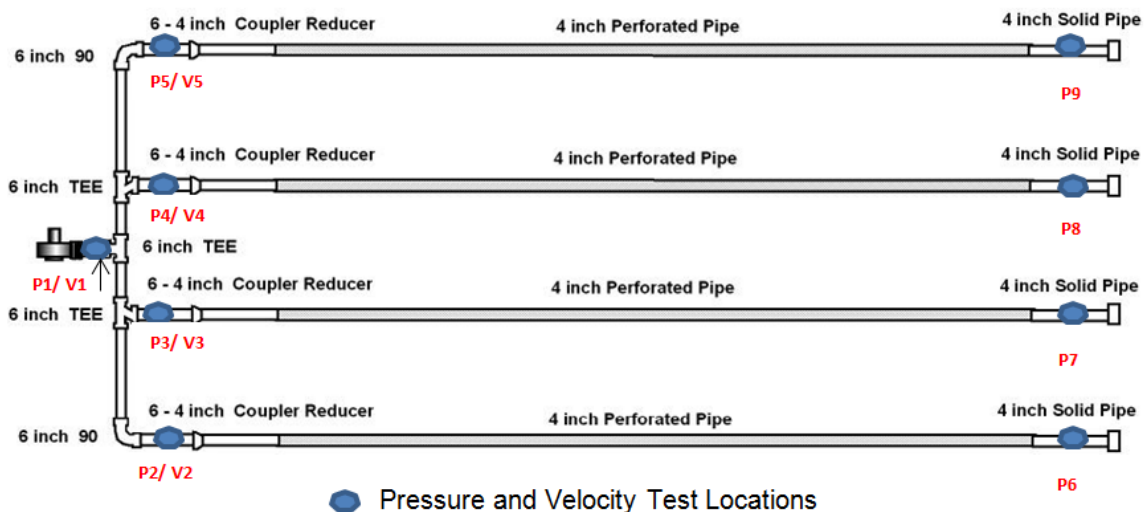 6 - 4 inch Coupler Reducer
4 inch Perforated Pipe
4 inch Solid Pipe
6 inch 90
P5/ V5
P9
6 - 4 inch Coupler Reducer
4 inch Perforated Pipe
4 inch Solid Pipe
6 inch TEE
P4/ V4
P8
6 inch TEE
P1/ V1
6 - 4 inch Coupler Reducer
4 inch Perforated Pipe
4 inch Solid Pipe
6 inch TEE
P3/ V3
P7
6 - 4 inch Coupler Reducer
4 inch Perforated Pipe
4 inch Solid Pipe
6 inch 90
P2/ V2
P6
Pressure and Velocity Test Locations